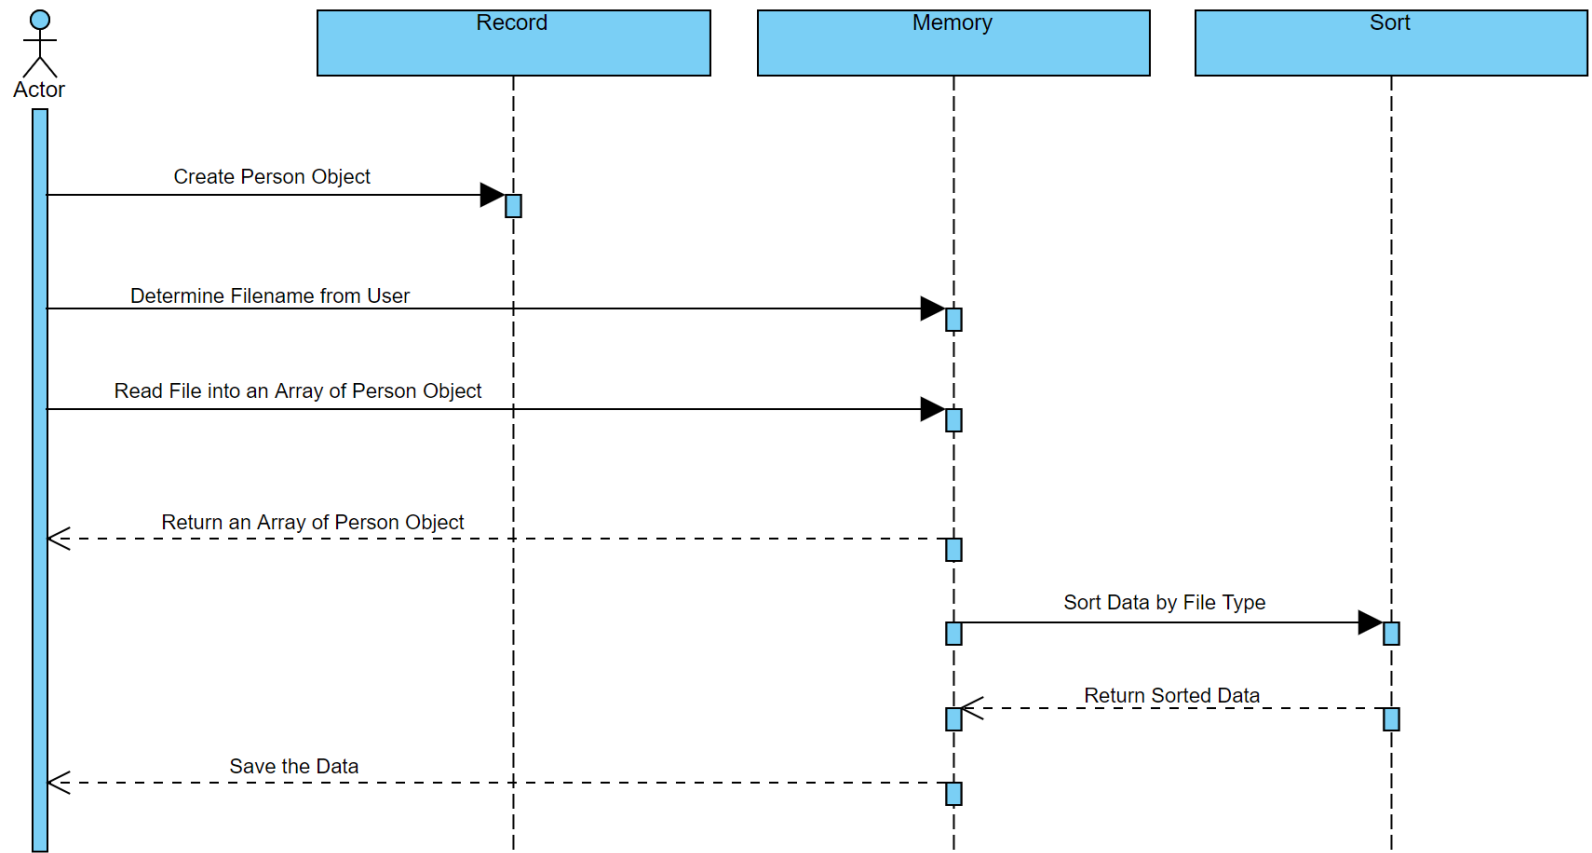 Record
Memory
Sort
Actor
Create Person Object
Determine Filename from User
Read File into an Array of Person Object
Return an Array of Person Object
Sort Data by File Type
Return Sorted Data
Save the Data